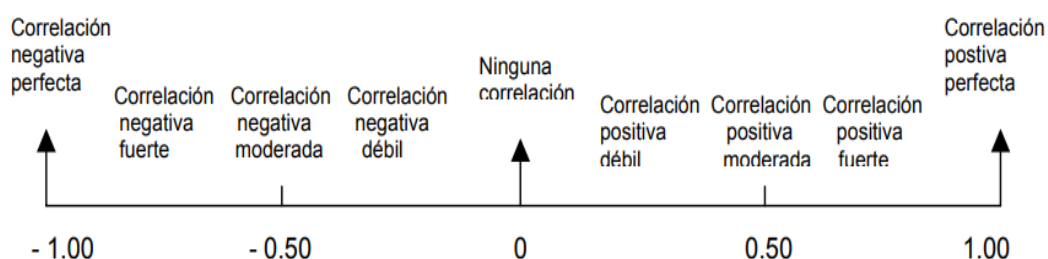 Correlación
negativa
perfecta
Correlación
negativa
fuerte
Correlación
negativa
moderada
Correlación
negativa
débil
Ninguna
correlación
Correlación
positiva
débil
Correlación
positiva
moderada
Correlación
positiva
fuerte
Correlación
postiva
perfecta
- 1.00
- 0.50
0
0.50
1.00